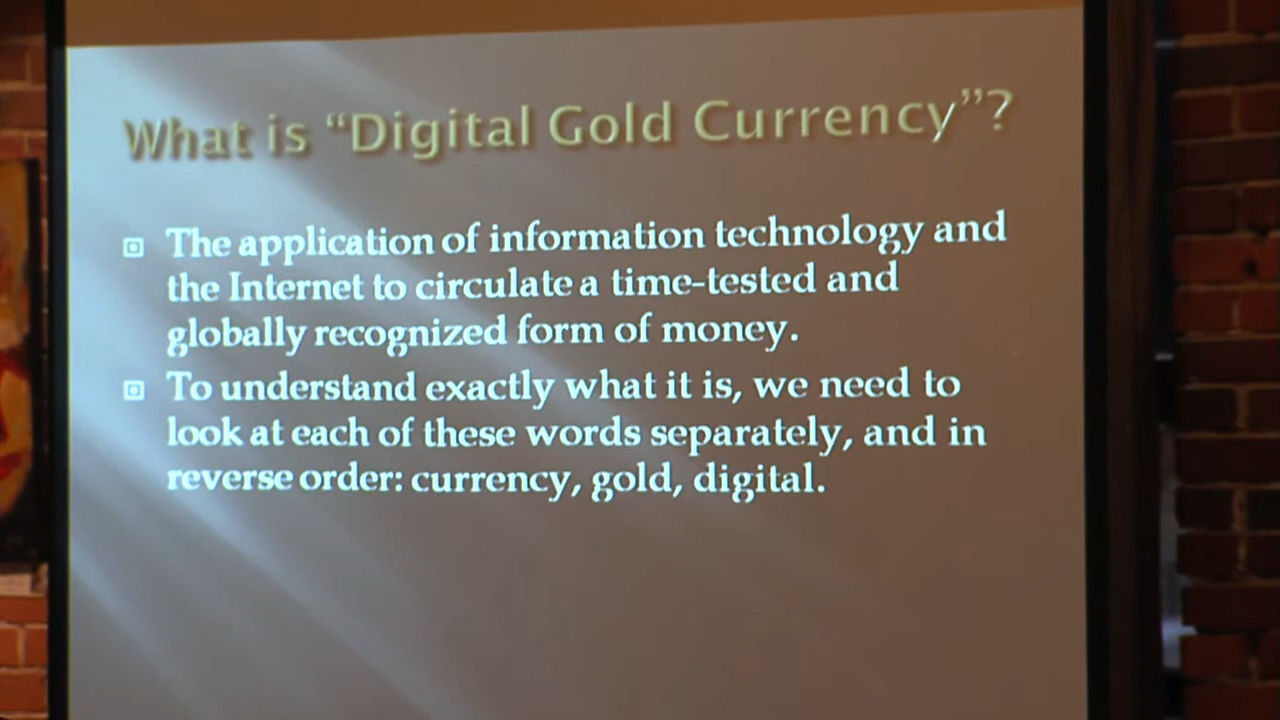 What is “Digital Gold Currency”?
The application of information technology and
the Internet to circulate a time-tested and
globally recognized form of money.
To understand exactly what it is, we need to
look at each of these words separately, and in
reverse order: currency, gold, digital.